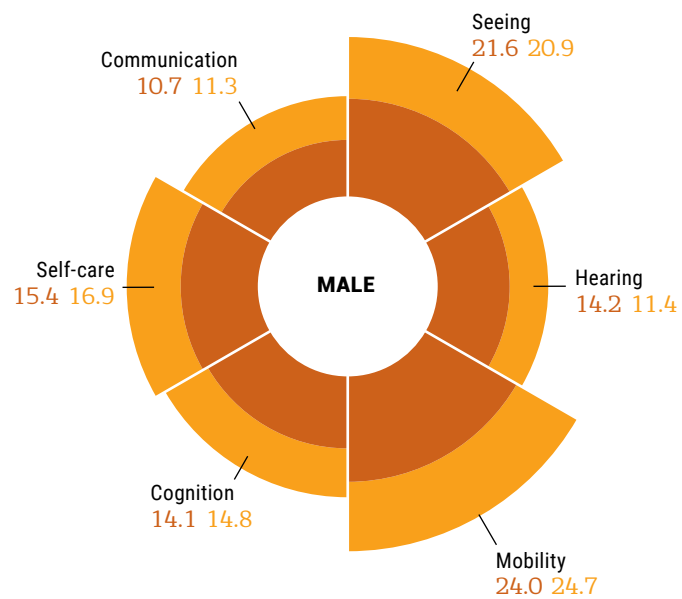 Seeing
21.6 20.9
Communication
10.7 11.3
MALE
Hearing
14.2 11.4
Self-care
15.4 16.9
Cognition
14.1 14.8
Mobility
24.0 24.7